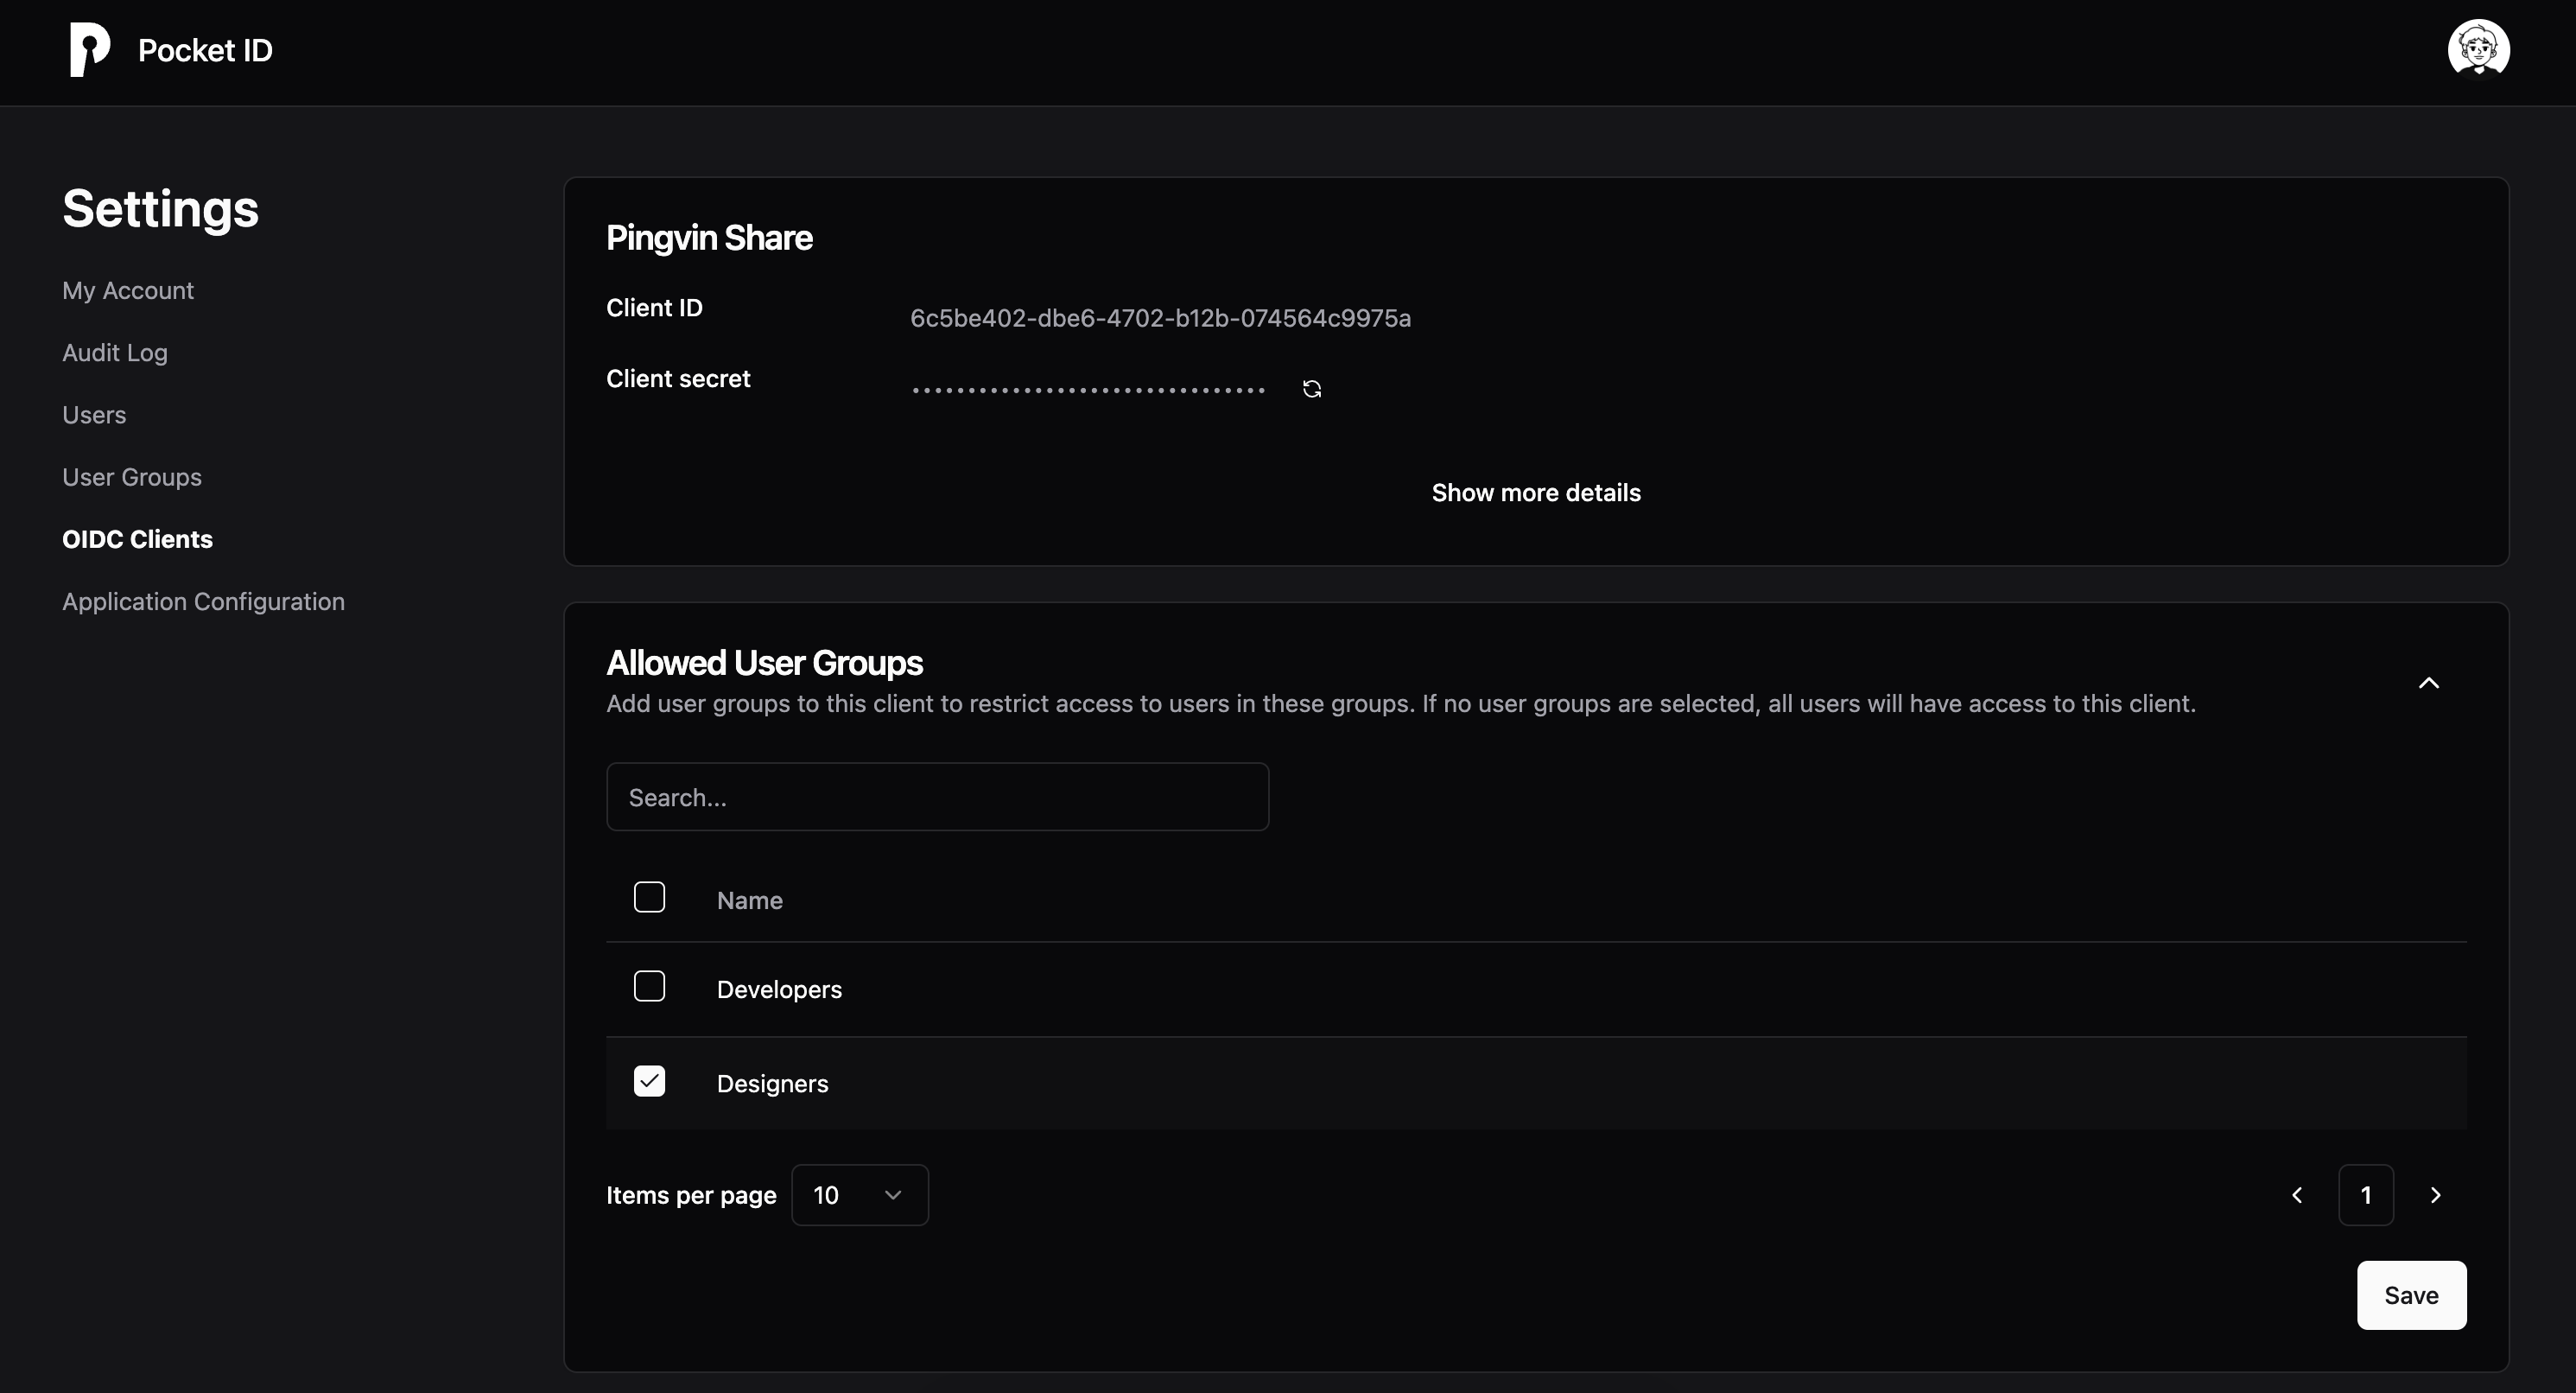 Pocket ID
Settings
My Account
Audit Log
Users
User Groups
OIDC Clients
Application Configuration
Pingvin Share
Client ID
6c5be402-dbe6-4702-b12b-074564c9975a
Client secret
••••••••••••••••••••••••••••••••
Show more details
Allowed User Groups
Add user groups to this client to restrict access to users in these groups. If no user groups are selected, all users will have access to this client.
Search...
Name
Developers
Designers
Items per page 10
1
Save